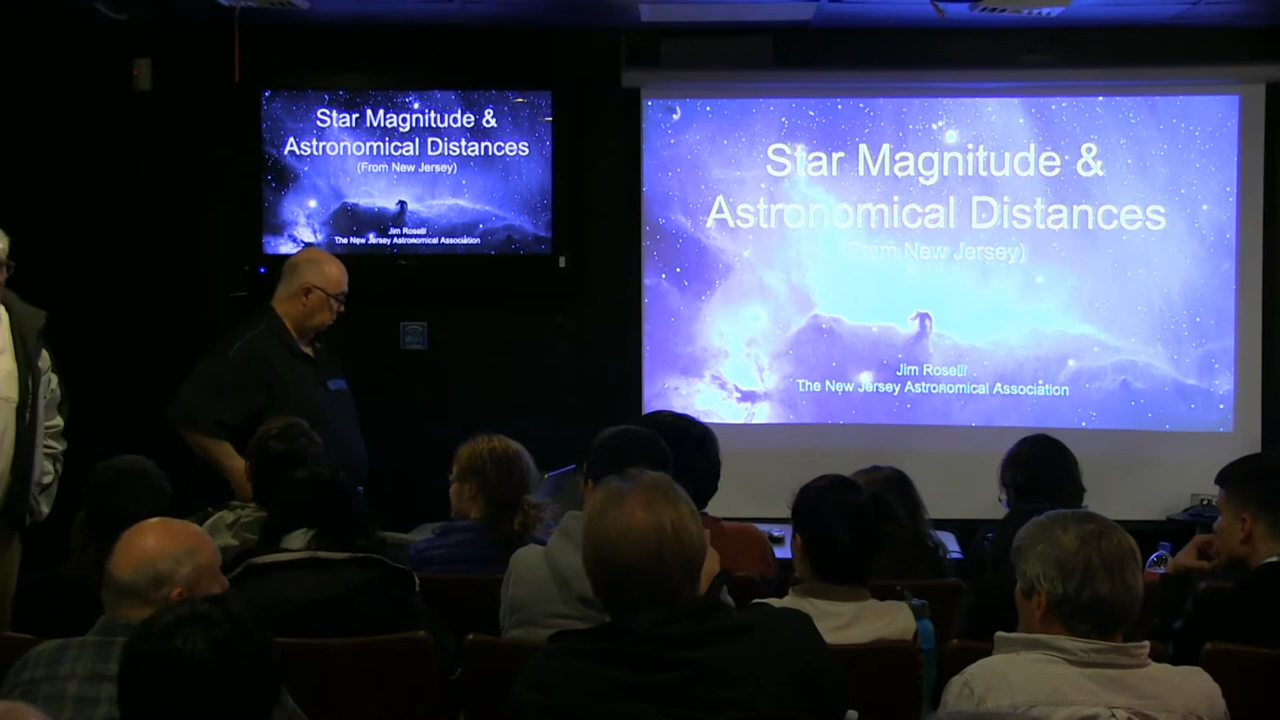 Star Magnitude &
Astronomical Distances
(From New Jersey)
Jim Roselli
The New Jersey Astronomical Association
Star Magnitude &
Astronomical Distances
(From New Jersey)
Jim Roselli
The New Jersey Astronomical Association